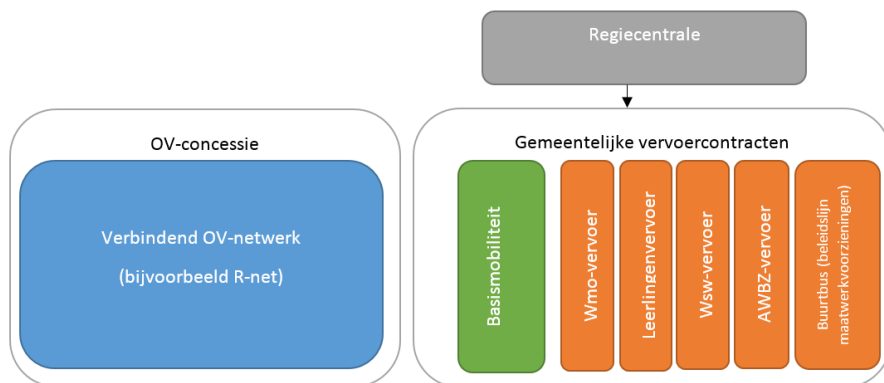 Regiecentrale
OV-concessie
Verbindend OV-netwerk
(bijvoorbeeld R-net)
Gemeentelijke vervoercontracten
Basismobiliteit
Wmo-vervoer
Leerlingenvervoer
Wsw-vervoer
AWBZ-vervoer
Buurtbus (beleidslijn
maatwerkvoorzieningen)